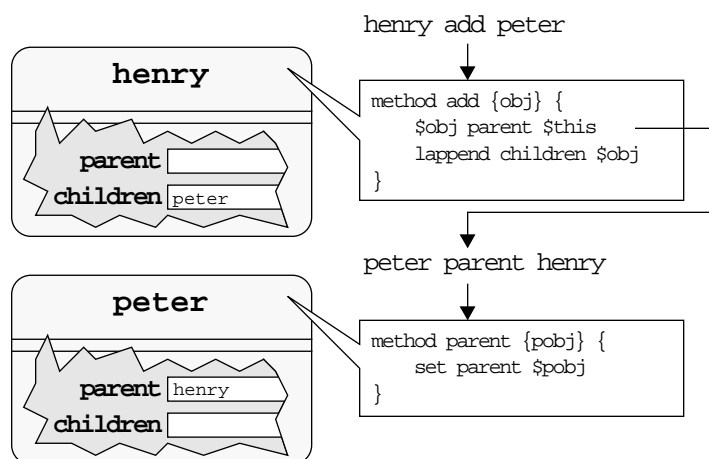 henry add peter
henry
method add {obj} {
$obj parent $this
lappend children $obj
}
parent
children peter
peter parent henry
peter
method parent {pobj} {
set parent $pobj
}
parent henry
children